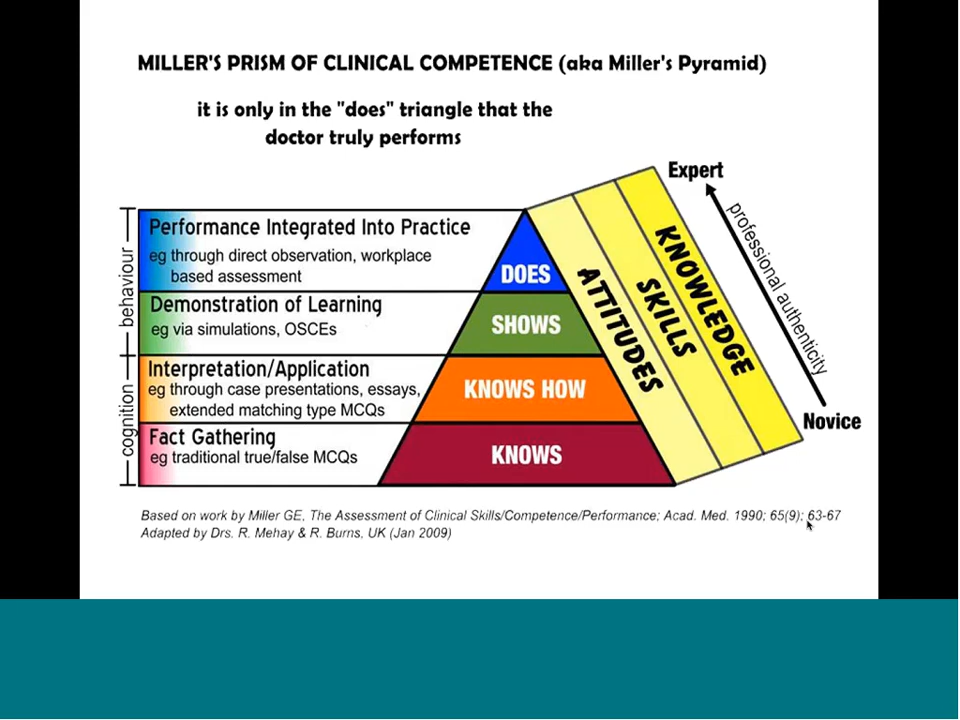 MILLER'S PRISM OF CLINICAL COMPETENCE (aka Miller's Pyramid)
it is only in the "does" triangle that the
doctor truly performs
Expert
professional authenticity
Novice
behaviour
cognition
Performance Integrated Into Practice
eg through direct observation, workplace
based assessment
DOES
Demonstration of Learning
eg via simulations, OSCEs
SHOWS
Interpretation/Application
eg through case presentations, essays,
extended matching type MCQs
KNOWS HOW
Fact Gathering
eg traditional true/false MCQs
KNOWS
ATTITUDES
SKILLS
KNOWLEDGE
Based on work by Miller GE, The Assessment of Clinical Skills/Competence/Performance; Acad. Med. 1990; 65(9); 63-67
Adapted by Drs. R. Mehay & R. Burns, UK (Jan 2009)